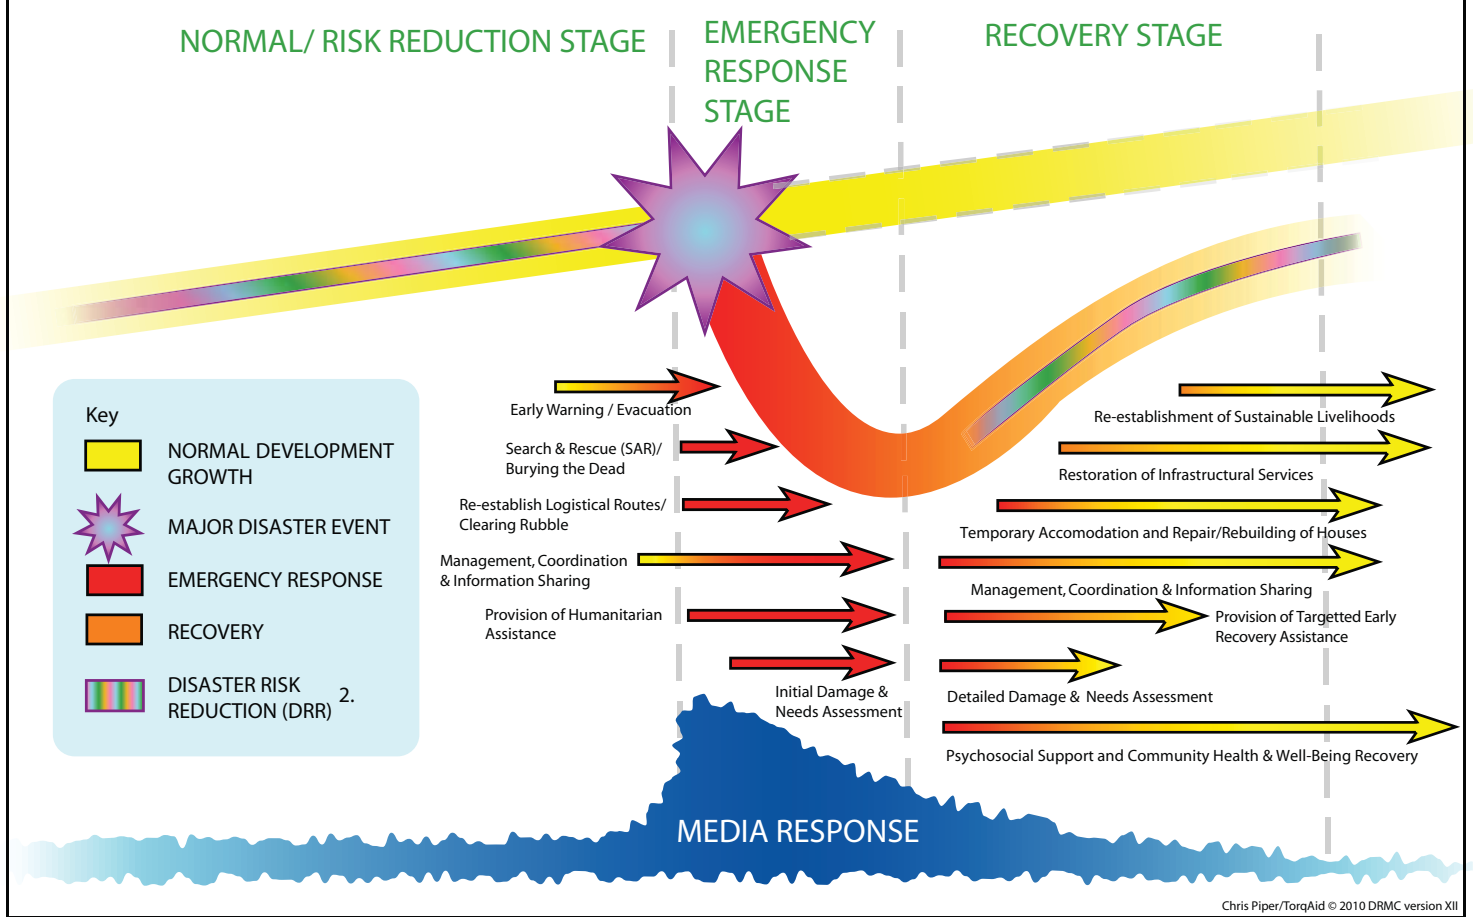 NORMAL/ RISK REDUCTION STAGE
EMERGENCY
RESPONSE
STAGE
RECOVERY STAGE
Key
NORMAL DEVELOPMENT
GROWTH
MAJOR DISASTER EVENT
EMERGENCY RESPONSE
RECOVERY
DISASTER RISK
REDUCTION (DRR) 2.
Early Warning / Evacuation
Search & Rescue (SAR)/
Burying the Dead
Re-establish Logistical Routes/
Clearing Rubble
Management, Coordination
& Information Sharing
Provision of Humanitarian
Assistance
Initial Damage &
Needs Assessment
Re-establishment of Sustainable Livelihoods
Restoration of Infrastructural Services
Temporary Accomodation and Repair/Rebuilding of Houses
Management, Coordination & Information Sharing
Provision of Targetted Early
Recovery Assistance
Detailed Damage & Needs Assessment
Psychosocial Support and Community Health & Well-Being Recovery
MEDIA RESPONSE
Chris Piper/TorqAid © 2010 DRMC version XII